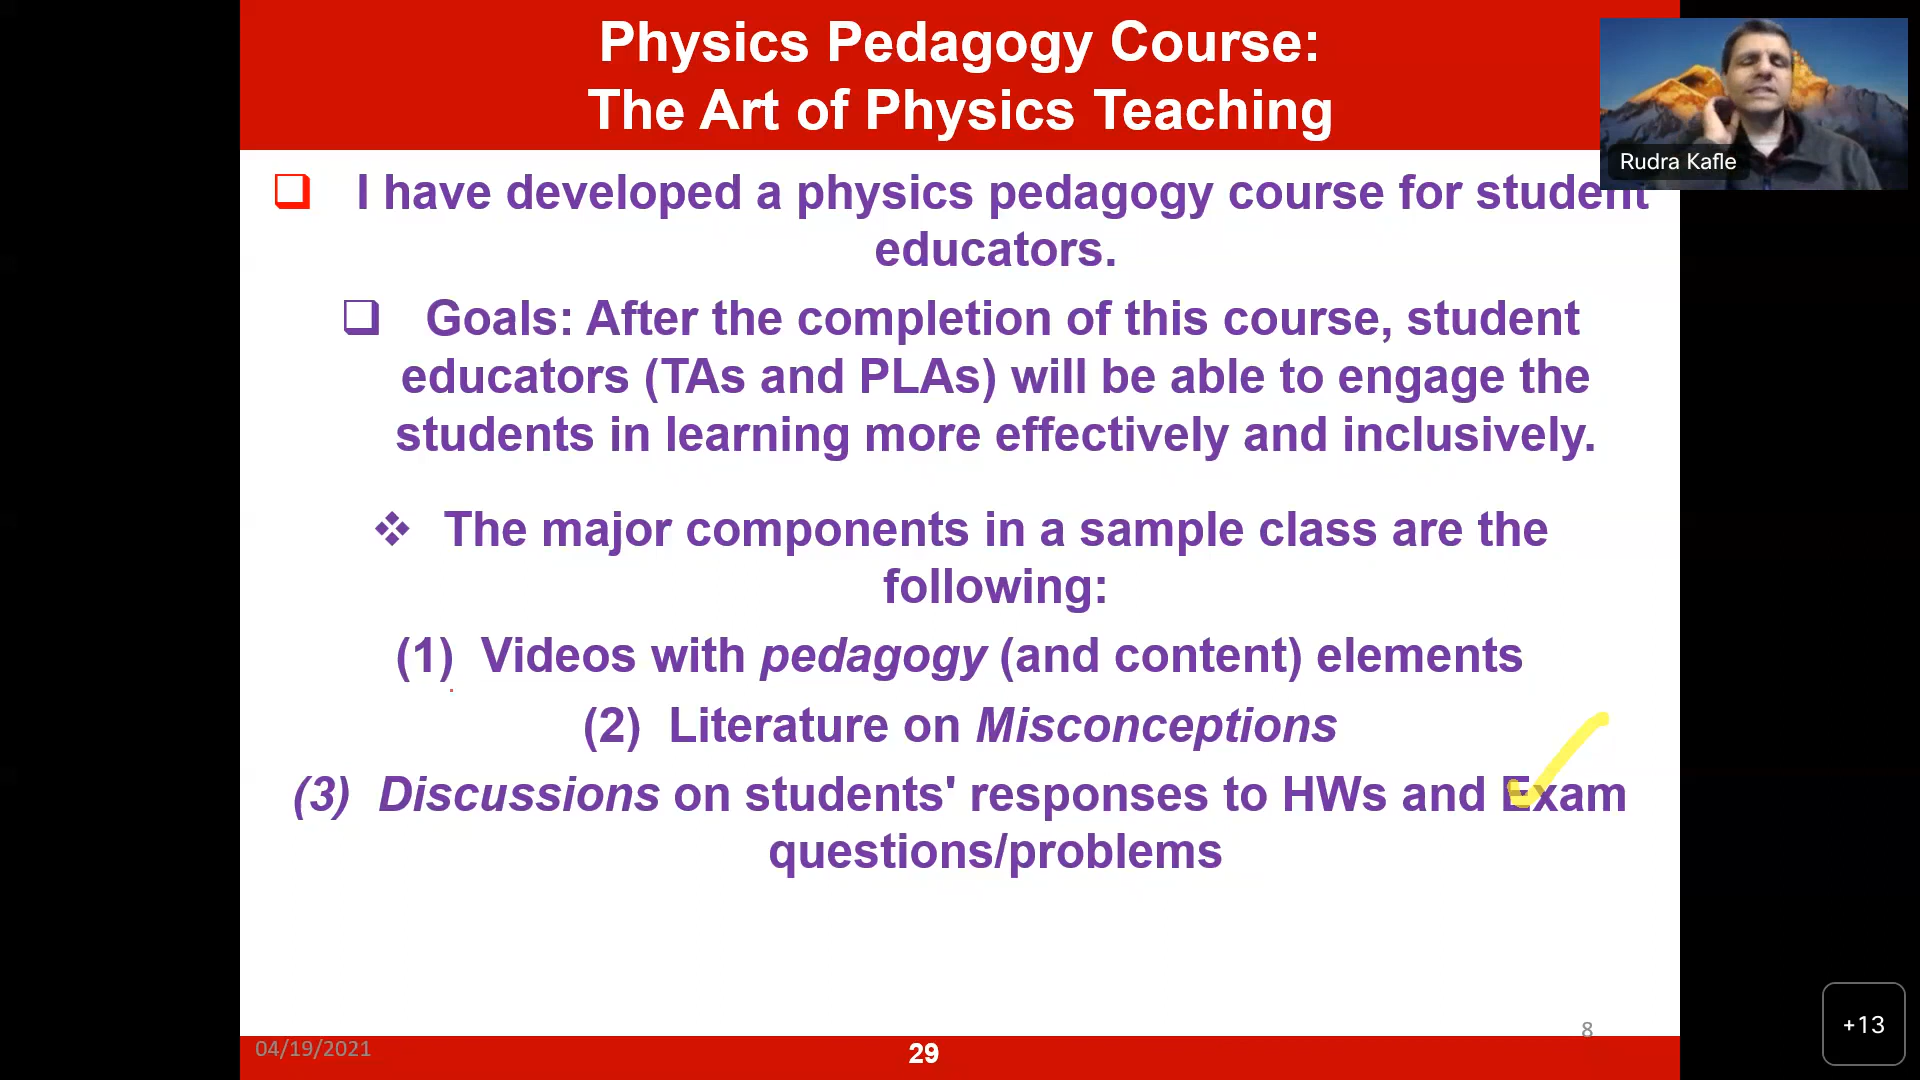 Physics Pedagogy Course:
The Art of Physics Teaching
Rudra Kafle
❑ I have developed a physics pedagogy course for student
educators.
❑ Goals: After the completion of this course, student
educators (TAs and PLAs) will be able to engage the
students in learning more effectively and inclusively.
❖ The major components in a sample class are the
following:
(1) Videos with pedagogy (and content) elements
(2) Literature on Misconceptions
(3) Discussions on students' responses to HWs and Exam
questions/problems
8
04/19/2021
29
+13